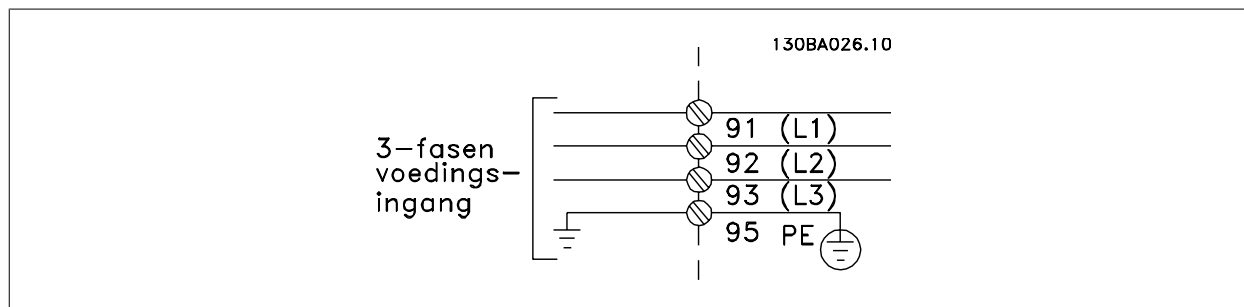 130BA026.10
3-fasen
voedings-
ingang
91 (L1)
92 (L2)
93 (L3)
95 PE